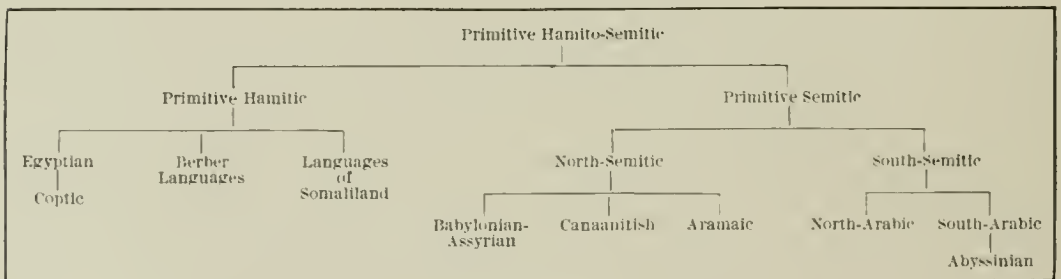 Primitive Hamito-Semitic
Primitive Hamitic
Primitive Semitic
Egyptian
Berber
Languages
Languages
of
Somaliland
North-Semitic
South-Semitic
Coptic
Babylonian-
Assyrian
Canaanitish
Aramaic
North-Arabic
South-Arabic
Abyssinian